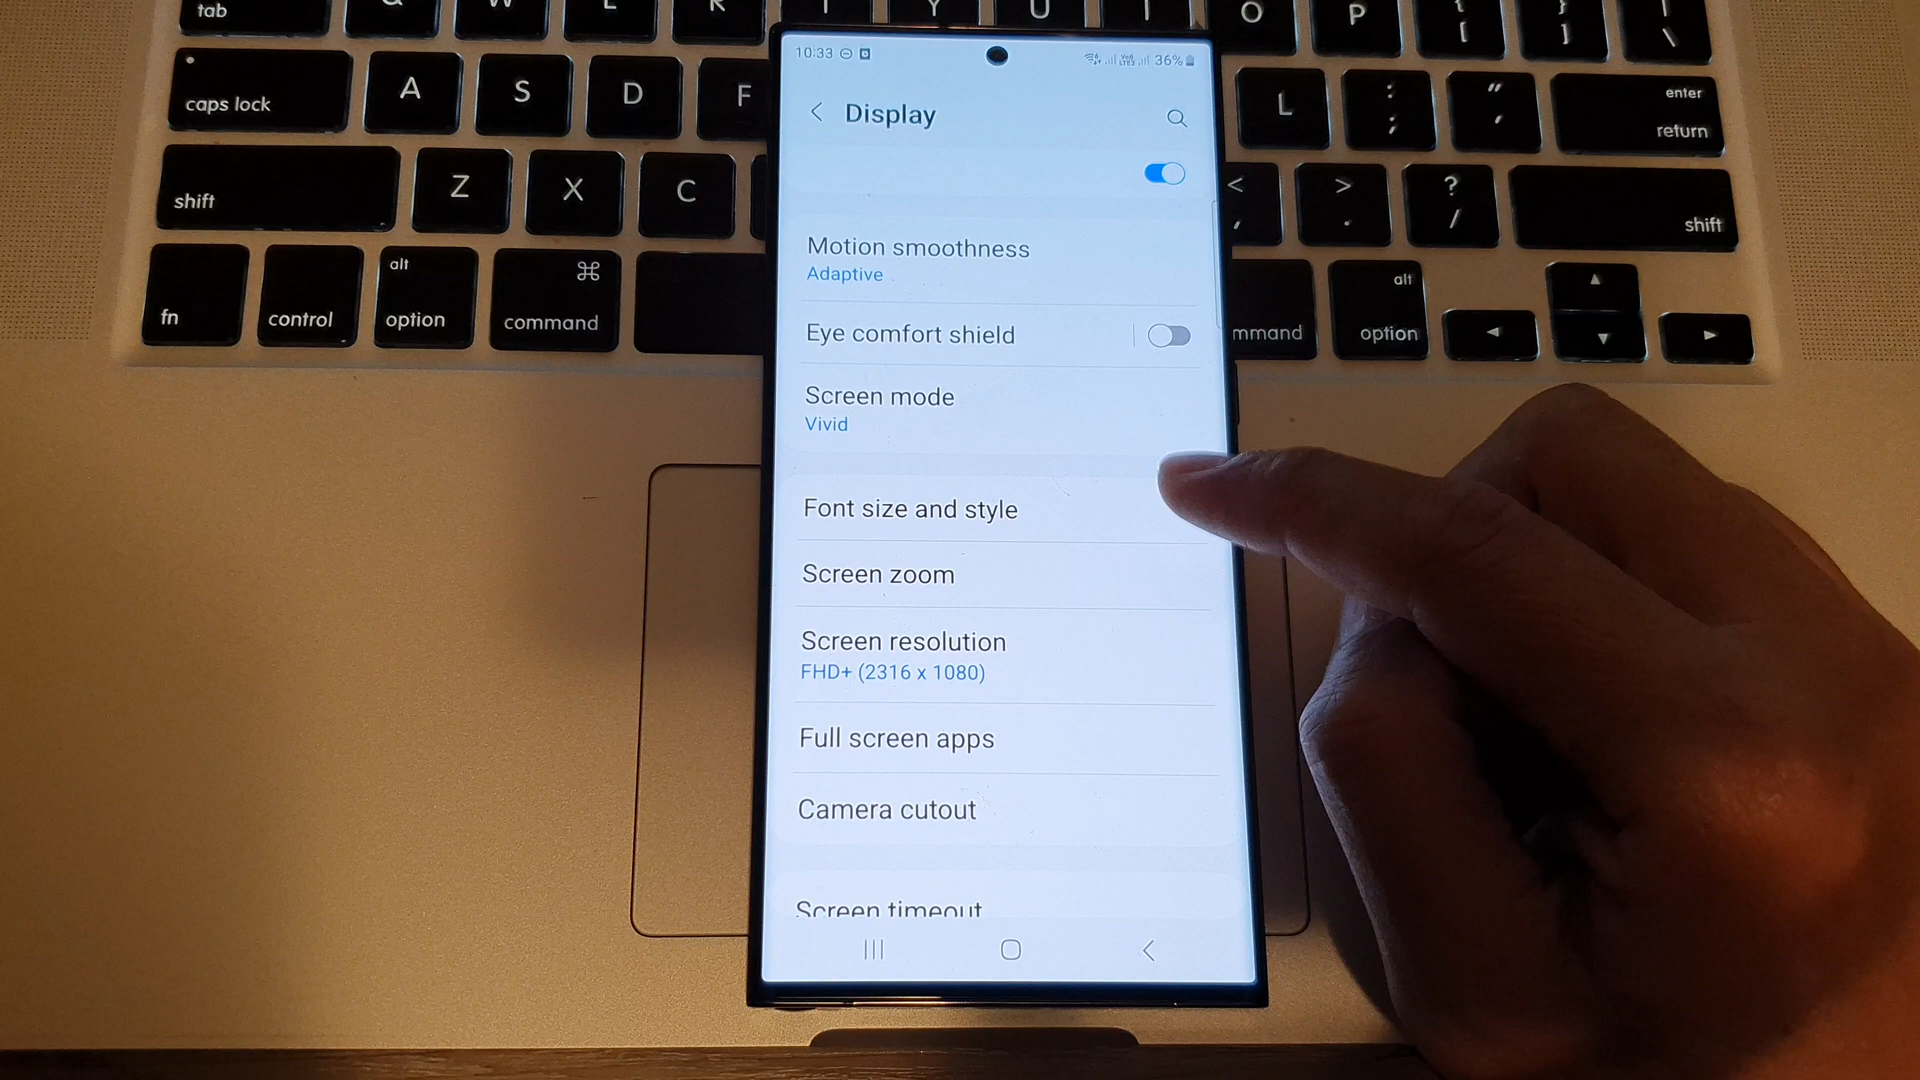 tab
O
P
[
]
\
10:33
36%
caps lock
A
S
D
F
Display
L
:
;
"
'
enter
return
shift
Z
X
C
<
,
>
.
?
/
shift
Motion smoothness
Adaptive
Eye comfort shield
Screen mode
Vivid
fn
control
alt
option
⌘
command
mmand
alt
option
Font size and style
Screen zoom
Screen resolution
FHD+ (2316 x 1080)
Full screen apps
Camera cutout
Screen timeout